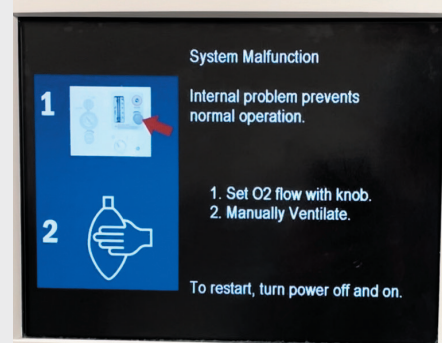 System Malfunction
Internal problem prevents
normal operation.
1
1. Set O2 flow with knob.
2. Manually Ventilate.
2
To restart, turn power off and on.